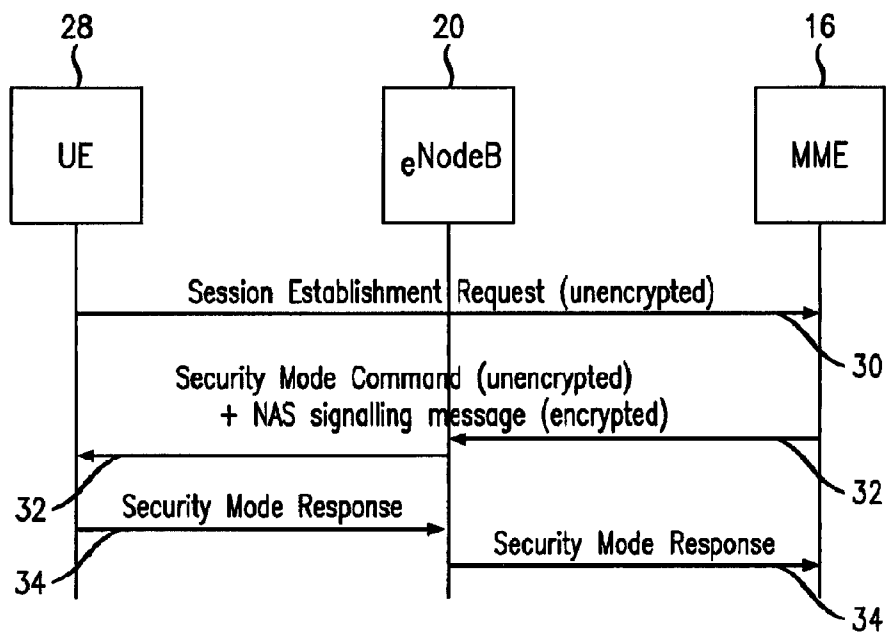 28
20
16
UE
eNodeB
MME
Session Establishment Request (unencrypted)
30
Security Mode Command (unencrypted)
+ NAS signalling message (encrypted)
32
32
Security Mode Response
Security Mode Response
34
34